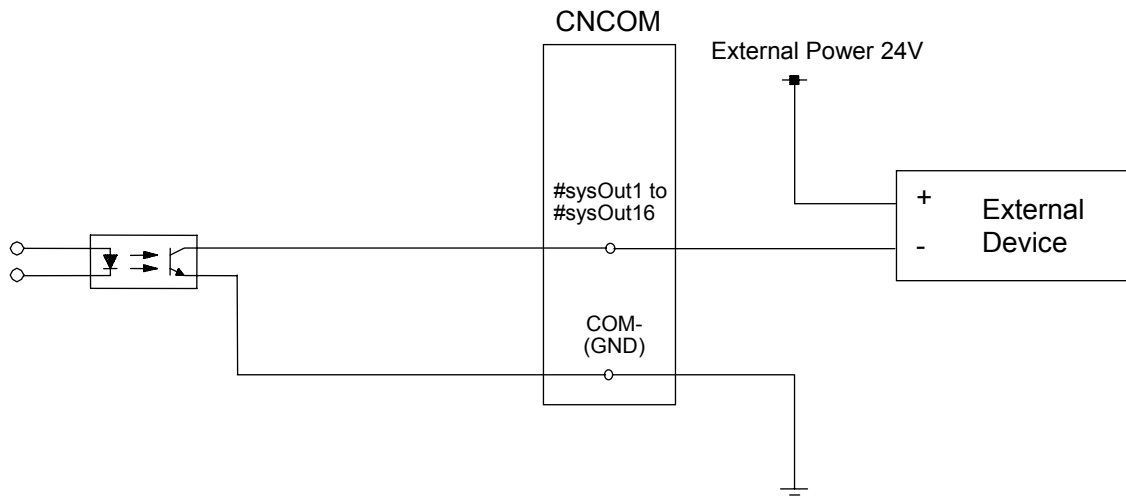 CNCOM
External Power 24V
#sysOut1 to
#sysOut16
+
External
-
Device
COM-
(GND)